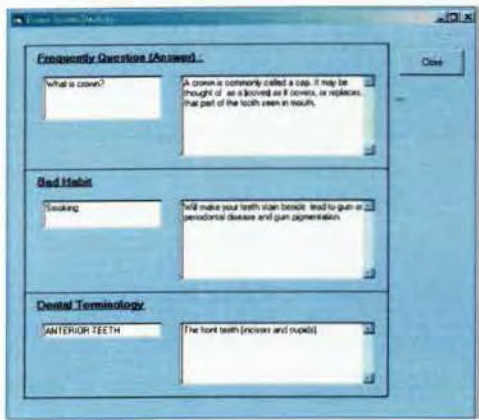 Frequently Question (Answer) :
Close
What is crown?
A crown is commonly called a cap. It may be
thought of as a (cover) as it covers, or replaces,
that part of the tooth seen in mouth.
Bad Habit
Smoking
Will make your teeth stain beside lead to gum or
periodontal disease and gum pigmentation.
Dental Terminology
ANTERIOR TEETH
The front teeth (incisors and cupids)